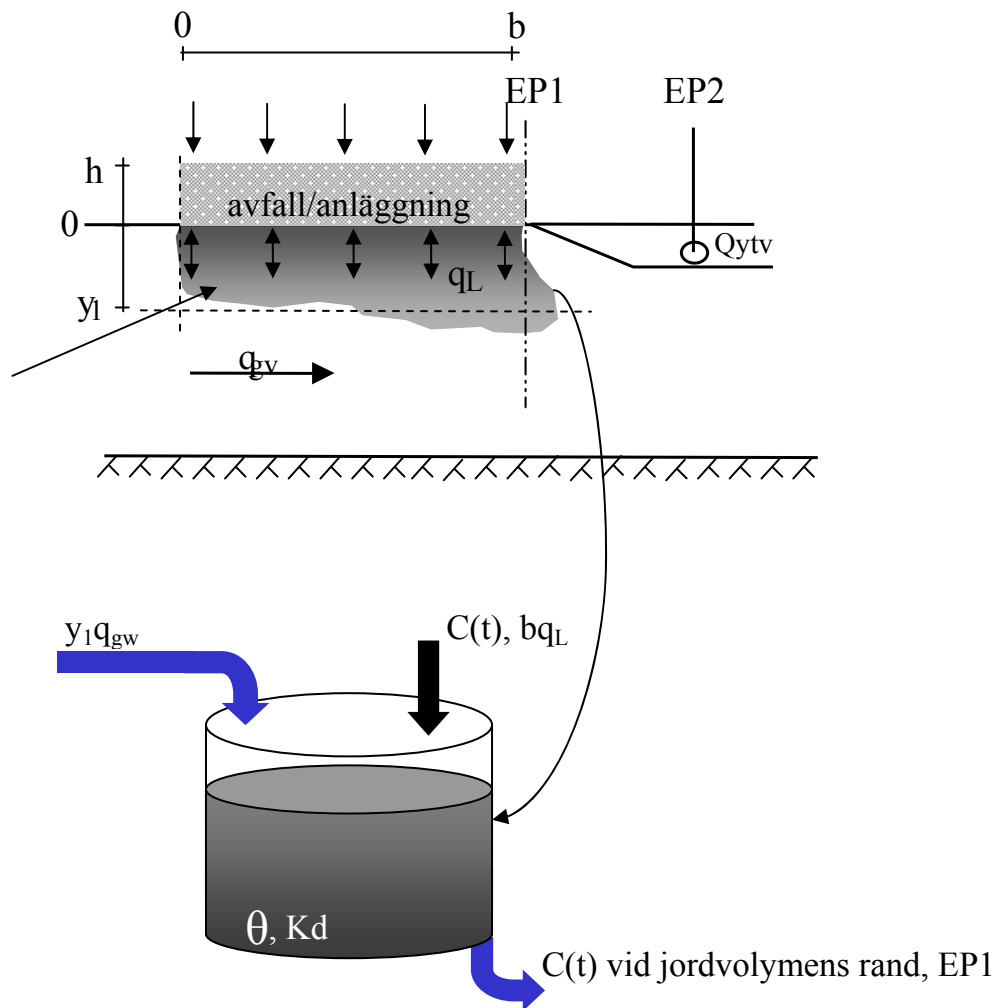 0 b
EP1 EP2
h
avfall/anläggning
0
Qytv
qL
yl
qgv
y1qgw
C(t), bqL
θ, Kd
C(t) vid jordvolymens rand, EP1